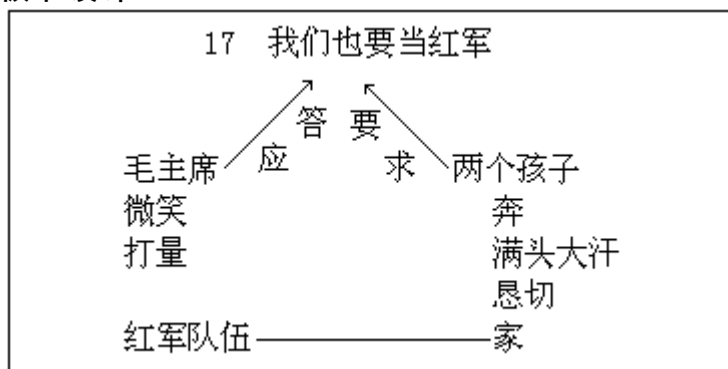 17 我们也要当红军
答 要
应 求
毛主席 两个孩子
微笑 奔
打量 满头大汗
恳切
红军队伍 家